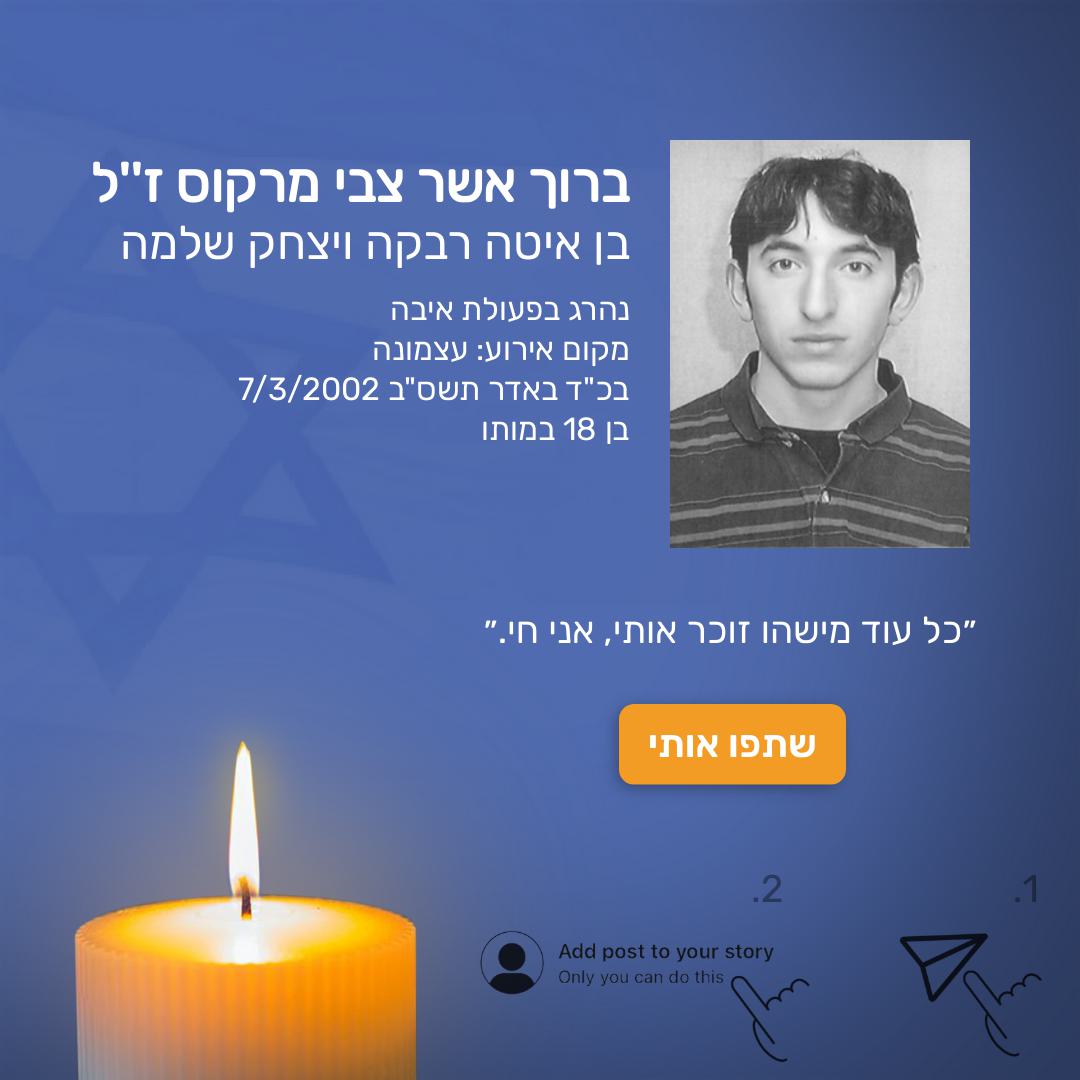 ברוך אשר צבי מרקוס ז"ל
בן איטה רבקה ויצחק שלמה
נהרג בפעולת איבה
מקום אירוע: עצמונה
בכ"ד באדר תשס"ב 7/3/2002
בן 18 במותו
״כל עוד מישהו זוכר אותי, אני חי.״
שתפו אותי
1.
2.
Add post to your story
Only you can do this